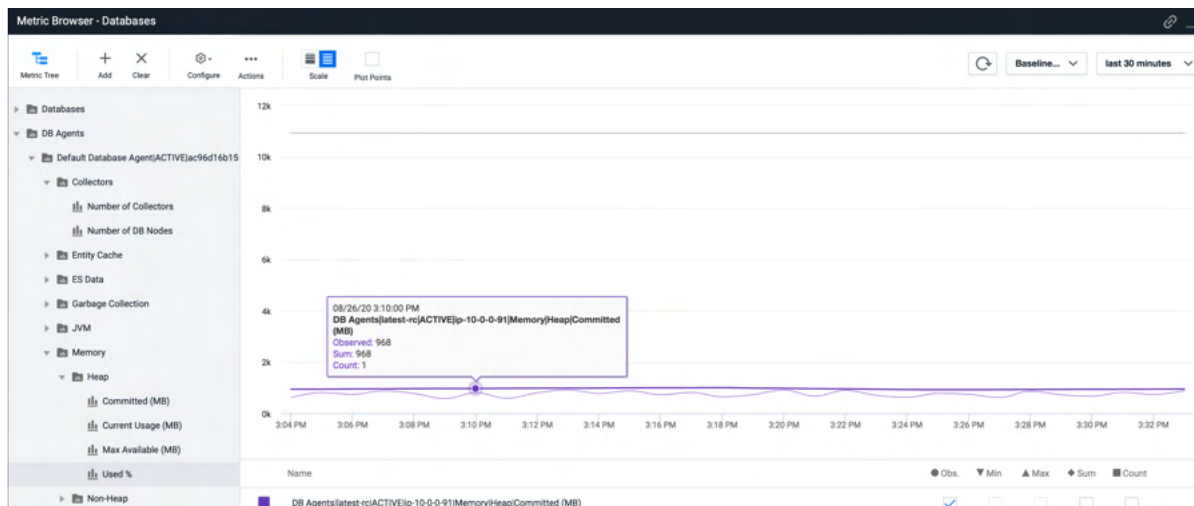 Metric Browser - Databases
Metric Tree
Add
Clear
Configure
Actions
Scale
Plot Points
Baseline...
last 30 minutes
Databases
DB Agents
Default Database Agent|ACTIVE|ac96d16b15
Collectors
Number of Collectors
Number of DB Nodes
Entity Cache
ES Data
Garbage Collection
JVM
Memory
Heap
Committed (MB)
Current Usage (MB)
Max Available (MB)
Used %
Non-Heap
12k
10k
8k
6k
4k
2k
0k
08/26/20 3:10:00 PM
DB Agents|latest-rc|ACTIVE|ip-10-0-0-91|Memory|Heap|Committed
(MB)
Observed: 968
Sum: 968
Count: 1
3:04 PM 3:06 PM 3:08 PM 3:10 PM 3:12 PM 3:14 PM 3:16 PM 3:18 PM 3:20 PM 3:22 PM 3:24 PM 3:26 PM 3:28 PM 3:30 PM 3:32 PM
Name Obs. Min Max Sum Count
DB Agents|latest-rc|ACTIVE|ip-10-0-0-91|Memory|Heap|Committed (MB)